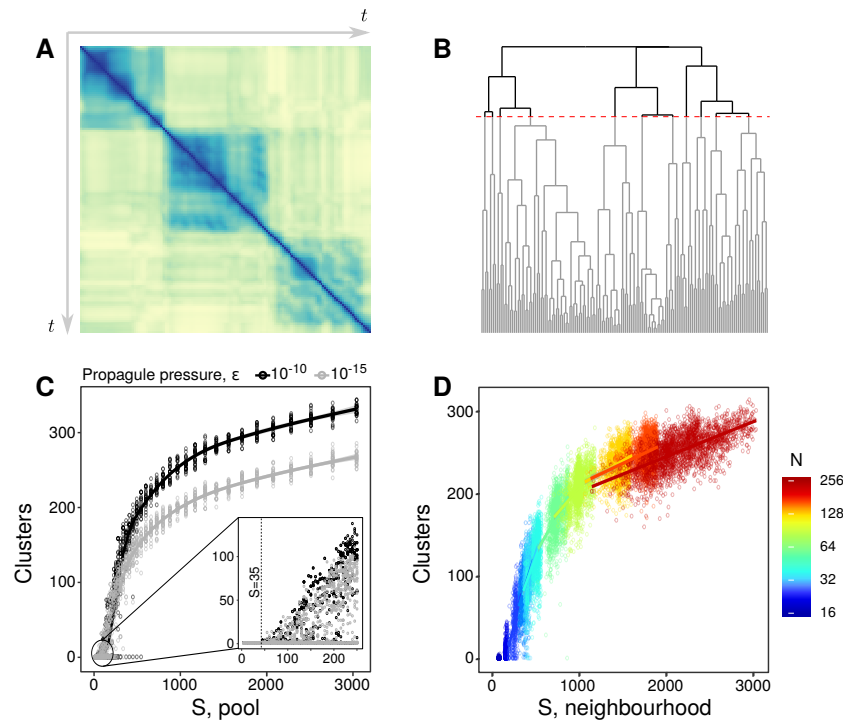 t
A
B
t
C
Propagule pressure, ε 10⁻¹⁰ 10⁻¹⁵
D
300
200
100
0
Clusters
100
50
0
S=35
50 100 200
0 1000 2000 3000
S, pool
300
200
100
0
Clusters
N
256
128
64
32
16
0 1000 2000 3000
S, neighbourhood